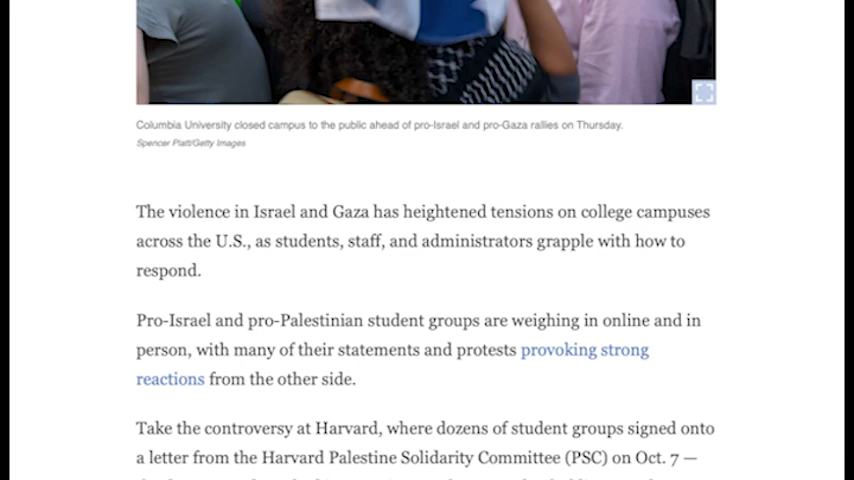 Columbia University closed campus to the public ahead of pro-Israel and pro-Gaza rallies on Thursday.
Spencer Platt/Getty Images
The violence in Israel and Gaza has heightened tensions on college campuses
across the U.S., as students, staff, and administrators grapple with how to
respond.
Pro-Israel and pro-Palestinian student groups are weighing in online and in
person, with many of their statements and protests provoking strong
reactions from the other side.
Take the controversy at Harvard, where dozens of student groups signed onto
a letter from the Harvard Palestine Solidarity Committee (PSC) on Oct. 7 —